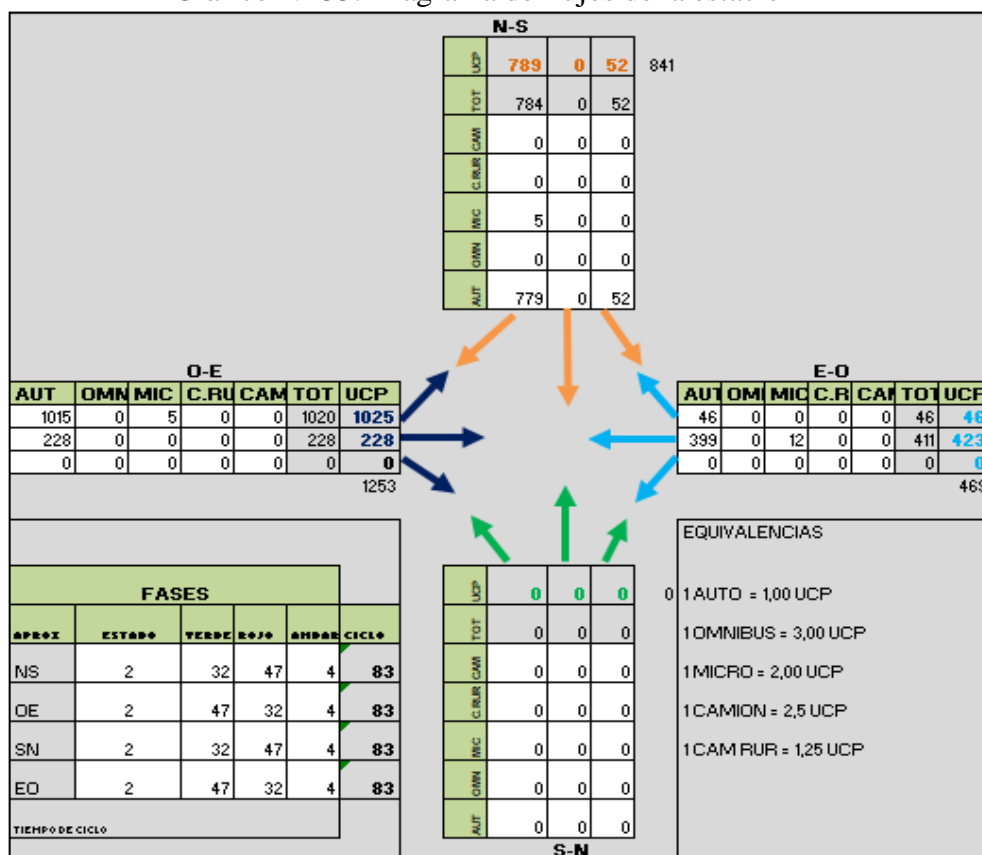 N-S
UCP 789 0 52 841
TOT 784 0 52
CAM 0 0 0
C.RUR 0 0 0
MIC 5 0 0
OMN 0 0 0
AUT 779 0 52
O-E
AUT OMN MIC C.RU CAM TOT UCP
1015 0 5 0 0 1020 1025
228 0 0 0 0 228 228
0 0 0 0 0 0 0
1253
E-O
AUT OMI MIC C.R CAI TOT UCP
46 0 0 0 0 46 46
399 0 12 0 0 411 423
0 0 0 0 0 0 0
469
FASES
APROX ESTADO VERDE ROJO AMBAR CICLO
NS 2 32 47 4 83
OE 2 47 32 4 83
SN 2 32 47 4 83
EO 2 47 32 4 83
TIEMPO DE CICLO
UCP 0 0 0 0
TOT 0 0 0
CAM 0 0 0
C.RUR 0 0 0
MIC 0 0 0
OMN 0 0 0
AUT 0 0 0
S-N
EQUIVALENCIAS
1 AUTO = 1,00 UCP
1 OMNIBUS = 3,00 UCP
1 MICRO = 2,00 UCP
1 CAMION = 2,5 UCP
1 CAM RUR = 1,25 UCP